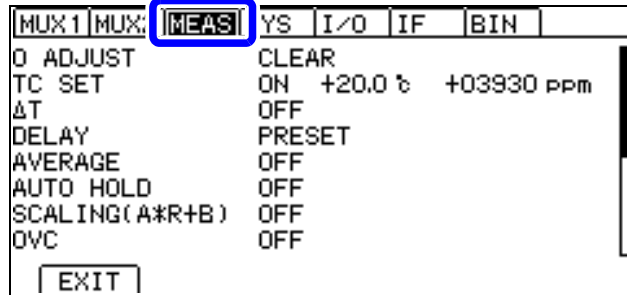 MUX1 MUX2 MEAS YS I/O IF BIN
0 ADJUST CLEAR
TC SET ON +20.0 ℃ +03930 ppm
ΔT OFF
DELAY PRESET
AVERAGE OFF
AUTO HOLD OFF
SCALING(A*R+B) OFF
OVC OFF
EXIT